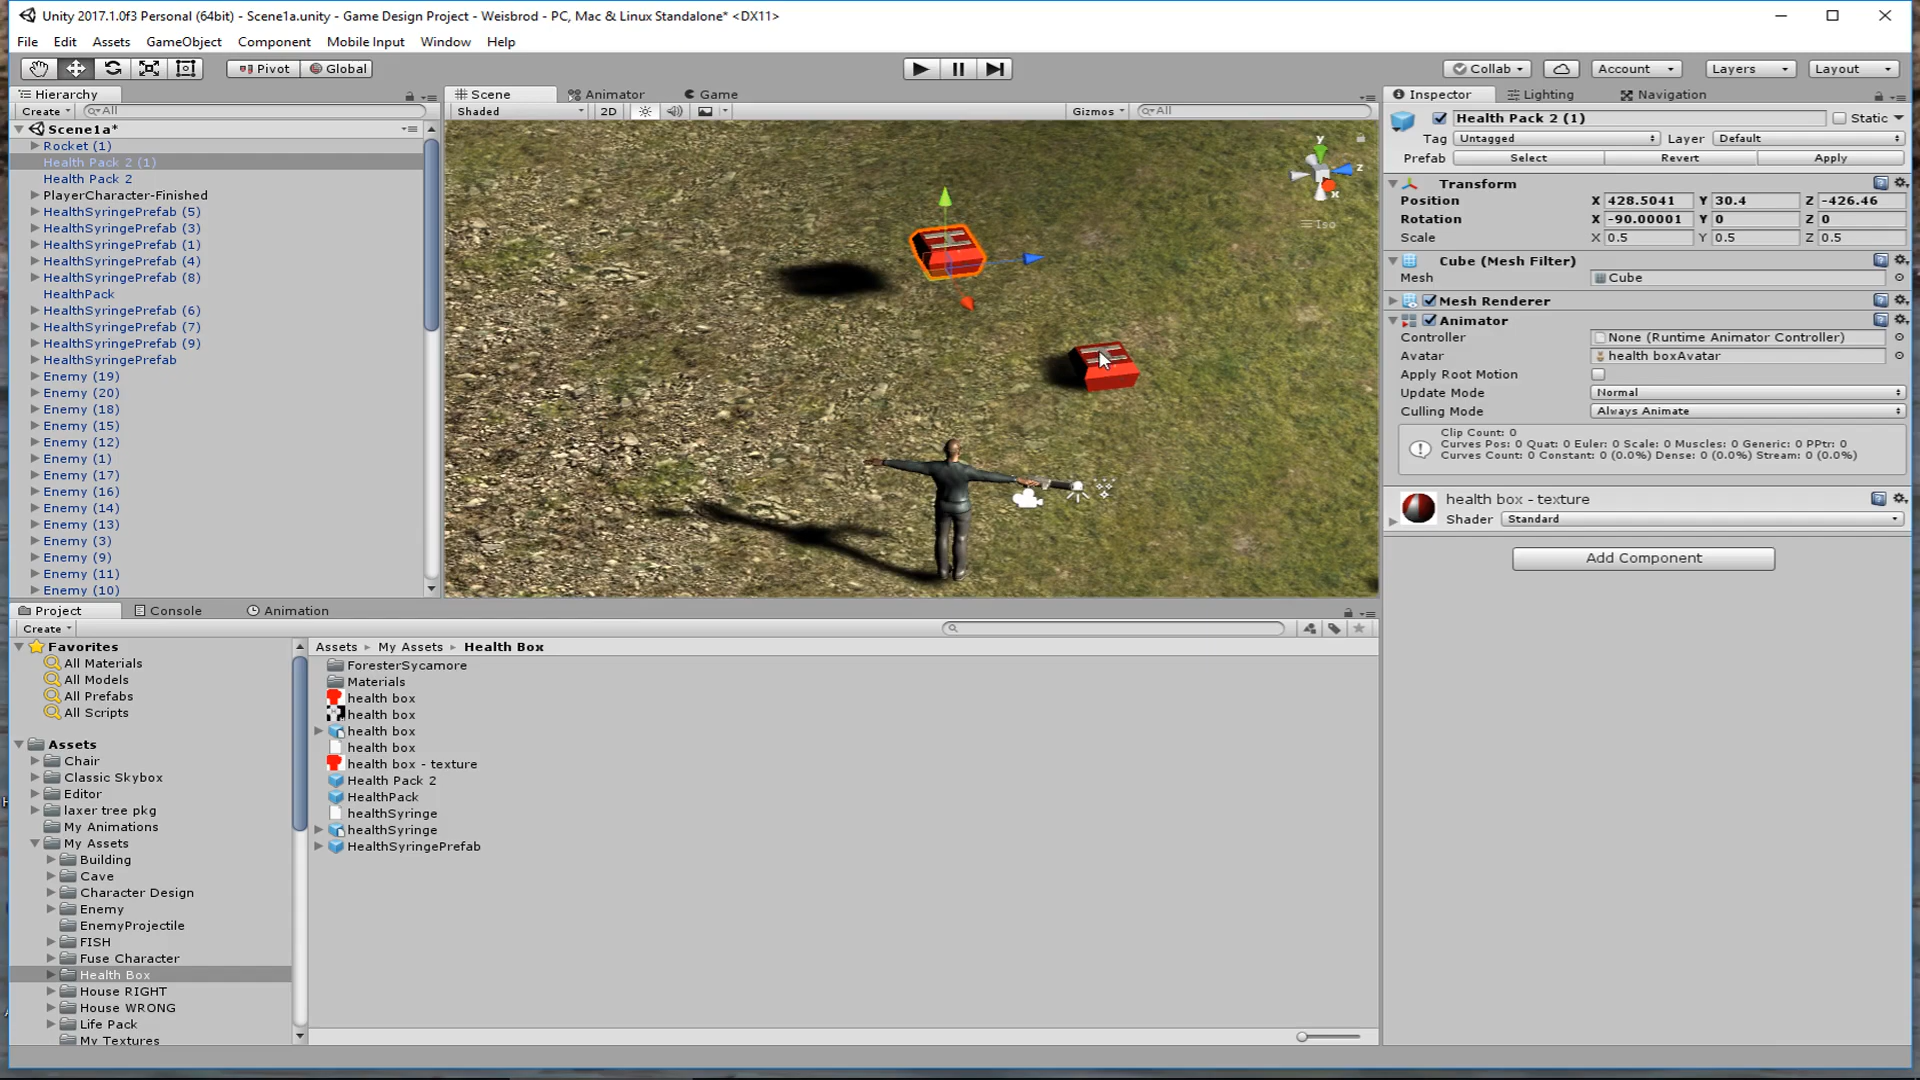 Unity 2017.1.0f3 Personal (64bit) - Scene1a.unity - Game Design Project - Weisbrod - PC, Mac & Linux Standalone* <DX11>
File Edit Assets GameObject Component Mobile Input Window Help
Pivot Global Collab Account Layers Layout
Hierarchy
Create All
Scene1a*
Rocket (1)
Health Pack 2 (1)
Health Pack 2
PlayerCharacter-Finished
HealthSyringePrefab (5)
HealthSyringePrefab (3)
HealthSyringePrefab (1)
HealthSyringePrefab (4)
HealthSyringePrefab (8)
HealthPack
HealthSyringePrefab (6)
HealthSyringePrefab (7)
HealthSyringePrefab (9)
HealthSyringePrefab
Enemy (19)
Enemy (20)
Enemy (18)
Enemy (15)
Enemy (12)
Enemy (1)
Enemy (17)
Enemy (16)
Enemy (14)
Enemy (13)
Enemy (3)
Enemy (9)
Enemy (11)
Enemy (10)
Scene Animator Game
Shaded 2D Gizmos All
y
z
x
Iso
H
H
Inspector Lighting Navigation
Health Pack 2 (1) Static
Tag Untagged Layer Default
Prefab Select Revert Apply
Transform
Position X 428.5041 Y 30.4 Z -426.46
Rotation X -90.00001 Y 0 Z 0
Scale X 0.5 Y 0.5 Z 0.5
Cube (Mesh Filter)
Mesh Cube
Mesh Renderer
Animator
Controller None (Runtime Animator Controller)
Avatar health boxAvatar
Apply Root Motion
Update Mode Normal
Culling Mode Always Animate
Clip Count: 0
Curves Pos: 0 Quat: 0 Euler: 0 Scale: 0 Muscles: 0 Generic: 0 PPtr: 0
Curves Count: 0 Constant: 0 (0.0%) Dense: 0 (0.0%) Stream: 0 (0.0%)
health box - texture
Shader Standard
Add Component
Project Console Animation
Create
Favorites
All Materials
All Models
All Prefabs
All Scripts
Assets
Chair
Classic Skybox
Editor
laxer tree pkg
My Animations
My Assets
Building
Cave
Character Design
Enemy
EnemyProjectile
FISH
Fuse Character
Health Box
House RIGHT
House WRONG
Life Pack
My Textures
Assets My Assets Health Box
ForesterSycamore
Materials
health box
health box
health box
health box
health box - texture
Health Pack 2
HealthPack
healthSyringe
healthSyringe
HealthSyringePrefab